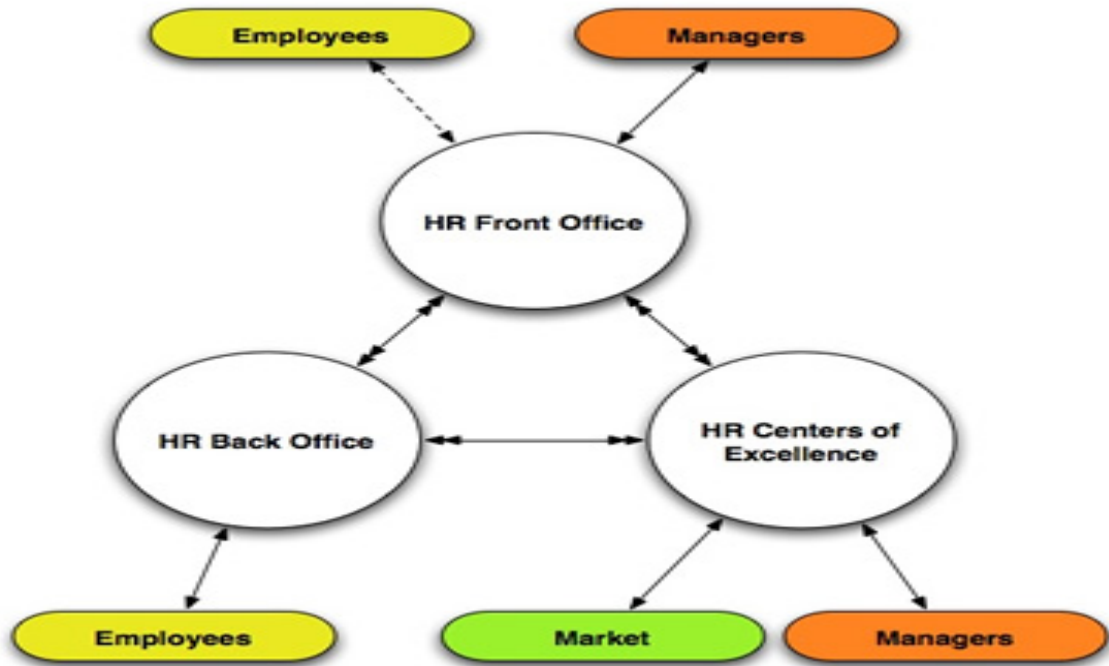 Employees
Managers
HR Front Office
HR Back Office
HR Centers of
Excellence
Employees
Market
Managers